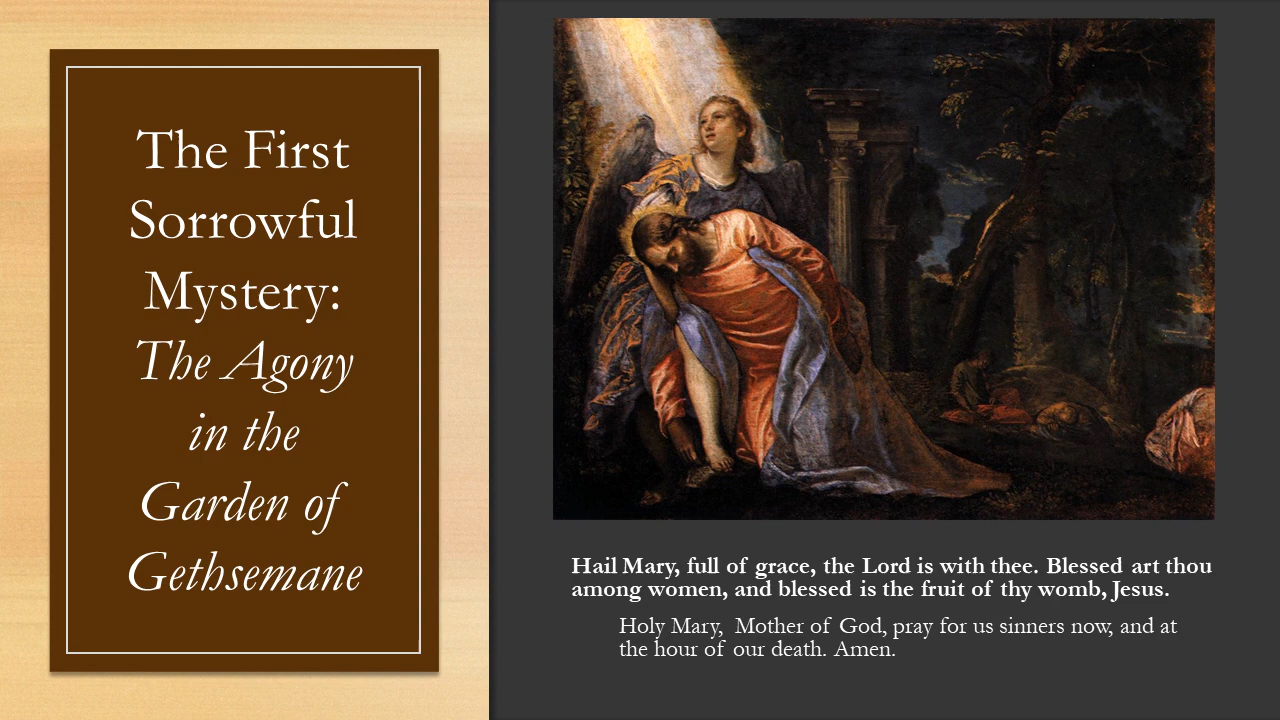 The First
Sorrowful
Mystery:
The Agony
in the
Garden of
Gethsemane
Hail Mary, full of grace, the Lord is with thee. Blessed art thou
among women, and blessed is the fruit of thy womb, Jesus.
Holy Mary, Mother of God, pray for us sinners now, and at
the hour of our death. Amen.